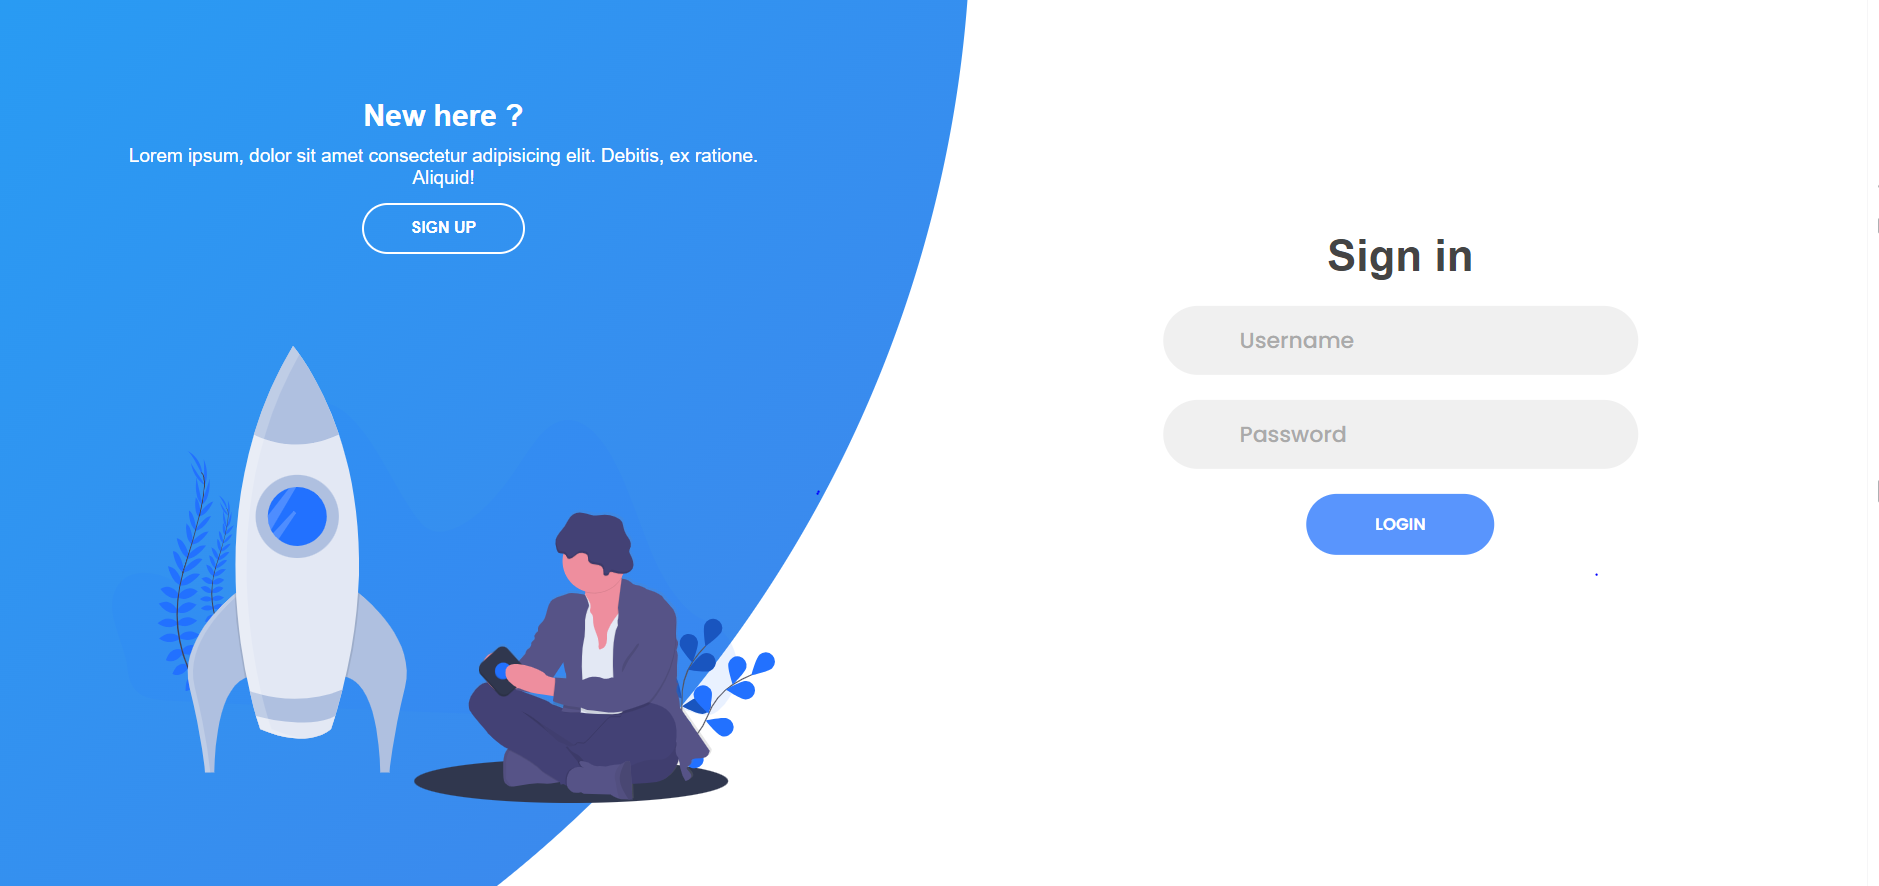 New here ?
Lorem ipsum, dolor sit amet consectetur adipisicing elit. Debitis, ex ratione.
Aliquid!
SIGN UP
Sign in
Username
Password
LOGIN